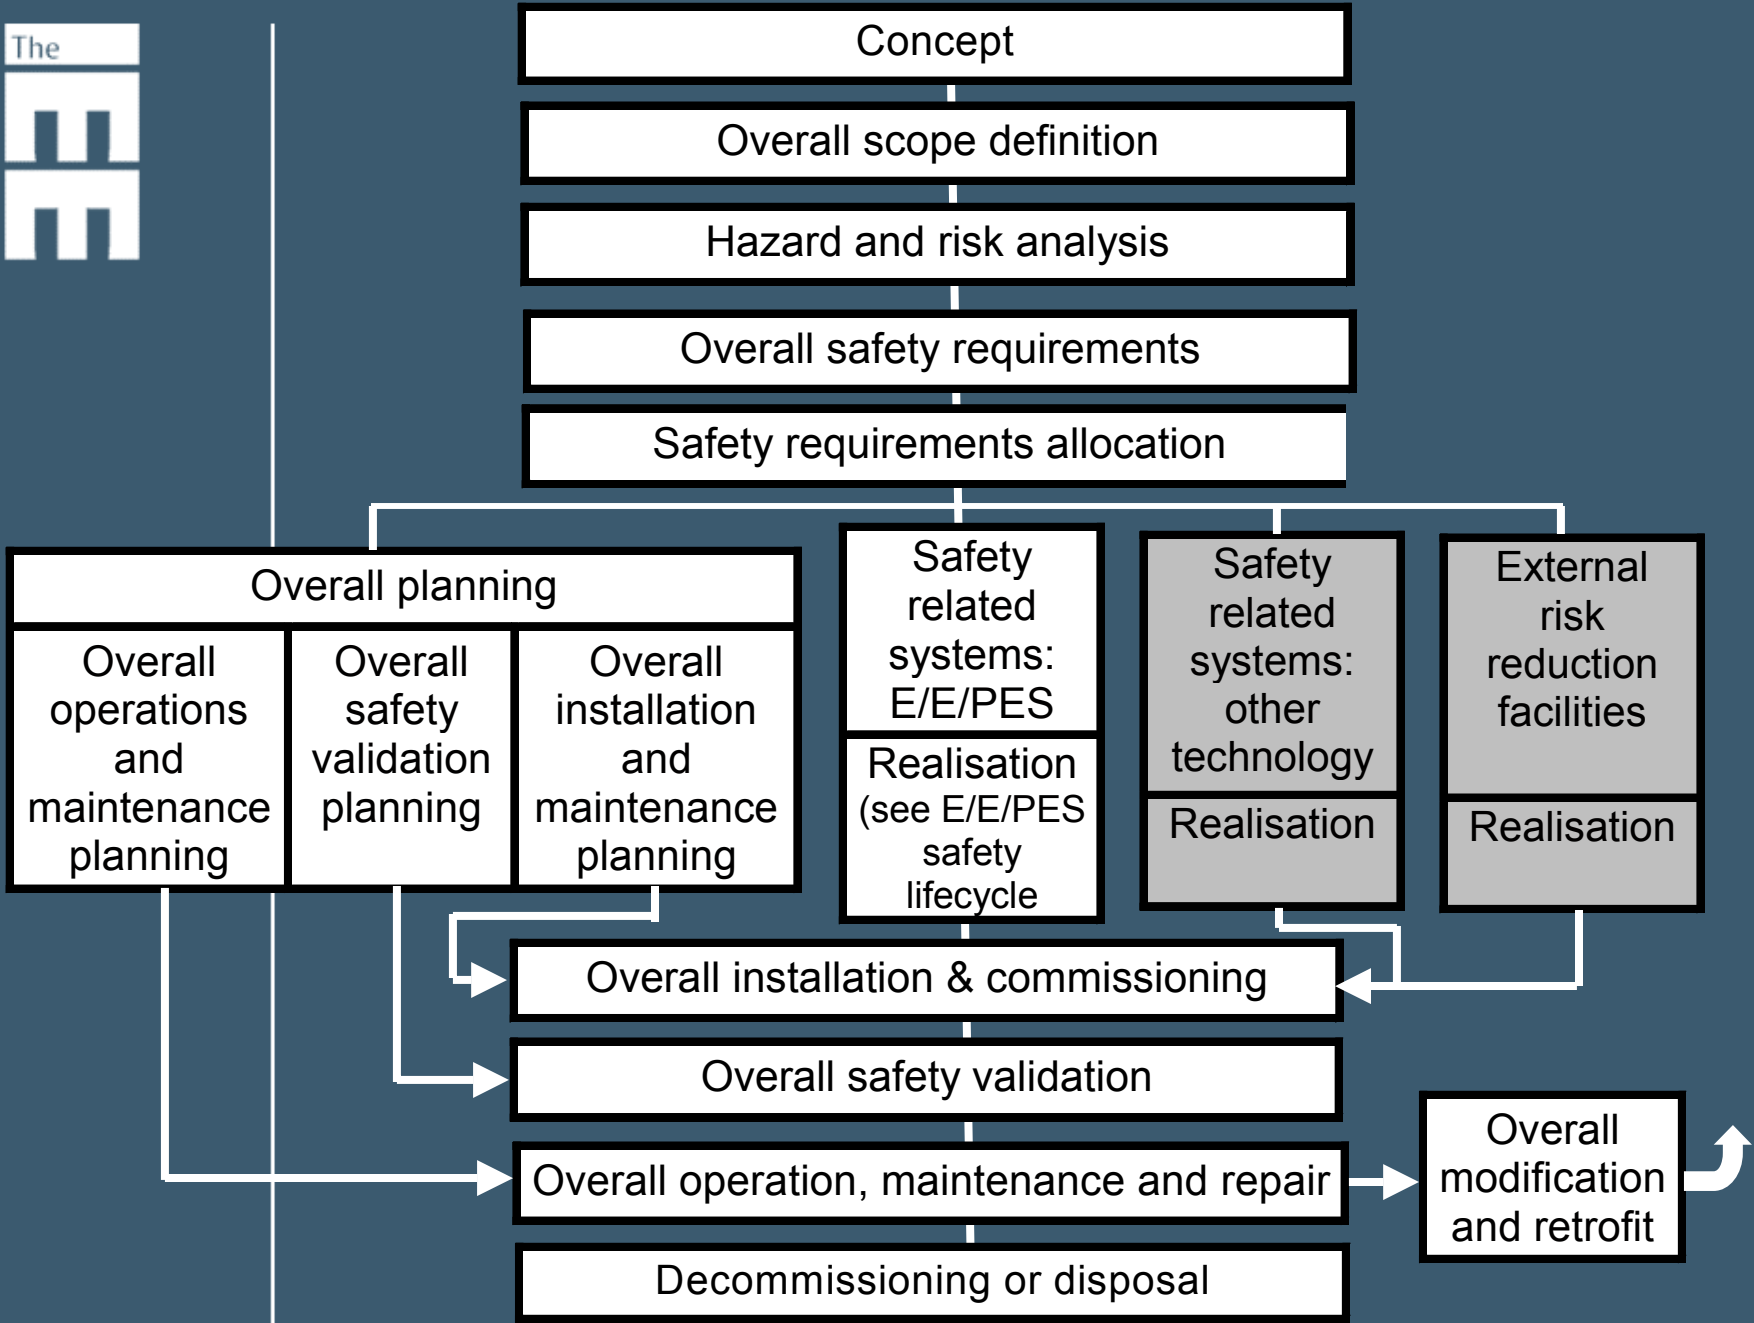 The
IEE
Concept
Overall scope definition
Hazard and risk analysis
Overall safety requirements
Safety requirements allocation
Overall planning
Overall
operations
and
maintenance
planning
Overall
safety
validation
planning
Overall
installation
and
maintenance
planning
Safety
related
systems:
E/E/PES
Realisation
(see E/E/PES
safety
lifecycle
Safety
related
systems:
other
technology
Realisation
External
risk
reduction
facilities
Realisation
Overall installation & commissioning
Overall safety validation
Overall operation, maintenance and repair
Overall
modification
and retrofit
Decommissioning or disposal